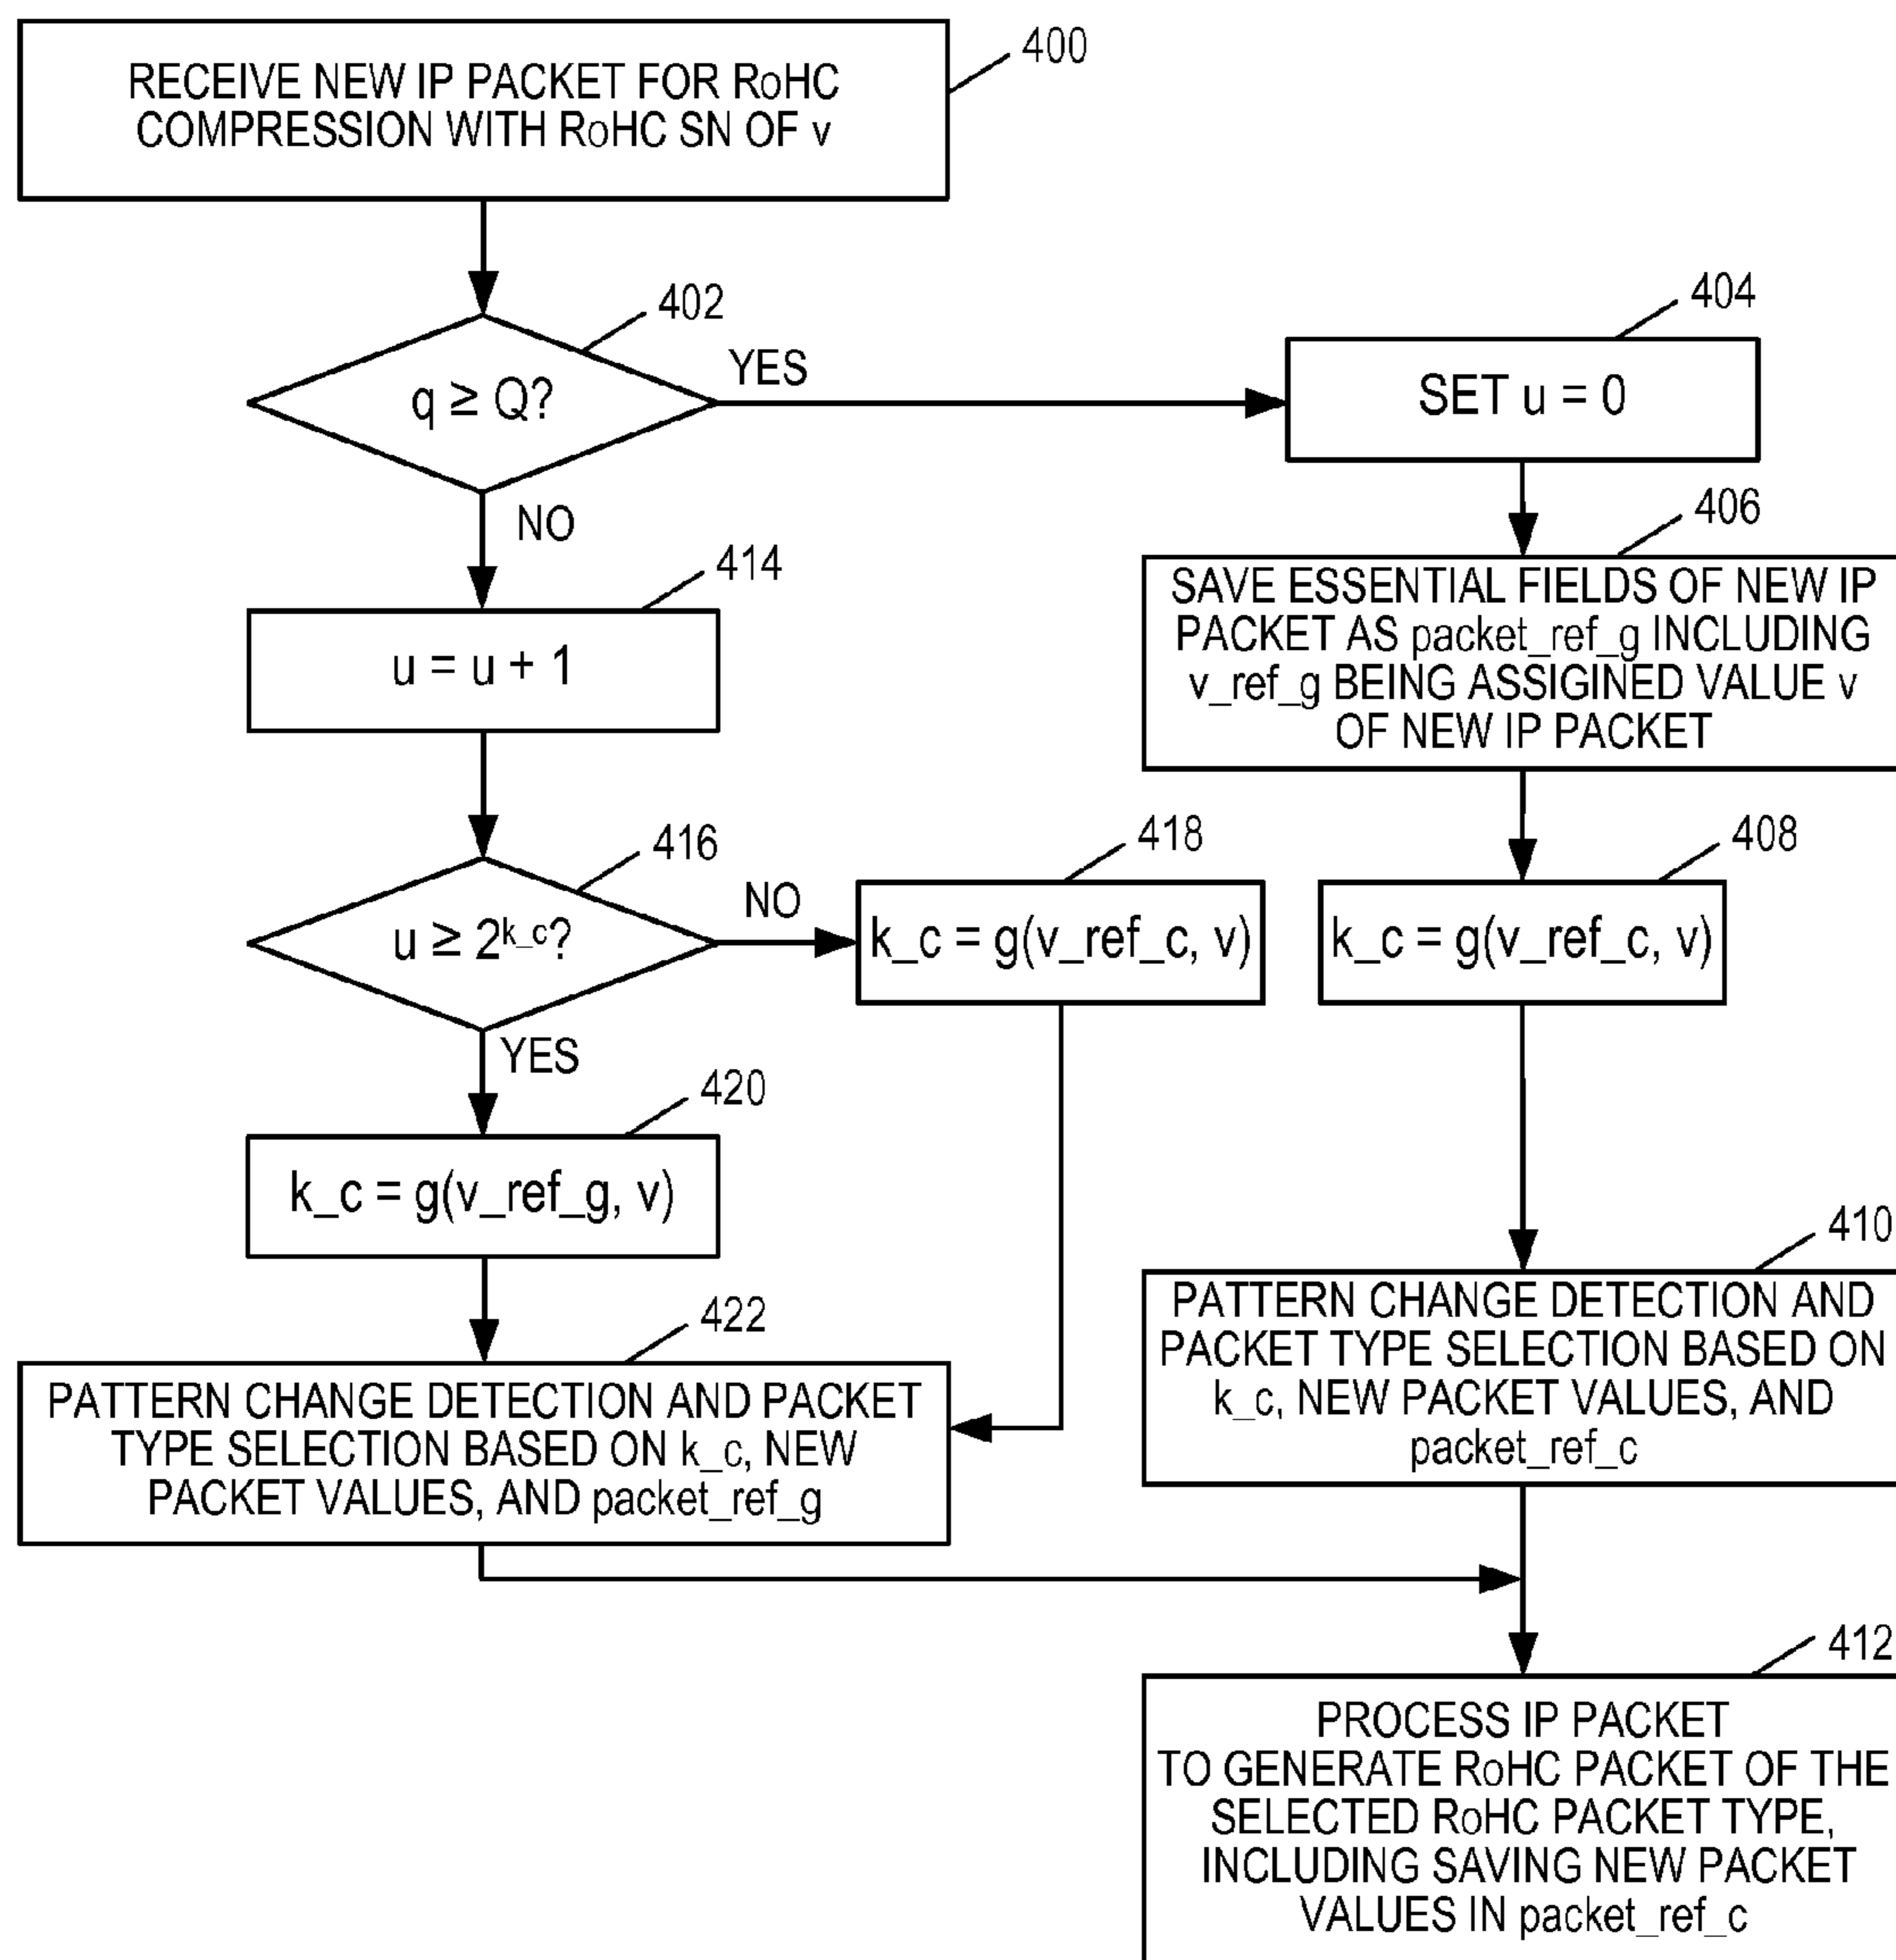 RECEIVE NEW IP PACKET FOR RoHC
COMPRESSION WITH RoHC SN OF v
400
402
q ≥ Q?
YES
NO
404
SET u = 0
406
SAVE ESSENTIAL FIELDS OF NEW IP
PACKET AS packet_ref_g INCLUDING
v_ref_g BEING ASSIGINED VALUE v
OF NEW IP PACKET
414
u = u + 1
416
u ≥ 2^k_c?
NO
YES
418
k_c = g(v_ref_c, v)
408
k_c = g(v_ref_c, v)
420
k_c = g(v_ref_g, v)
422
PATTERN CHANGE DETECTION AND PACKET
TYPE SELECTION BASED ON k_c, NEW
PACKET VALUES, AND packet_ref_g
410
PATTERN CHANGE DETECTION AND
PACKET TYPE SELECTION BASED ON
k_c, NEW PACKET VALUES, AND
packet_ref_c
412
PROCESS IP PACKET
TO GENERATE RoHC PACKET OF THE
SELECTED RoHC PACKET TYPE,
INCLUDING SAVING NEW PACKET
VALUES IN packet_ref_c